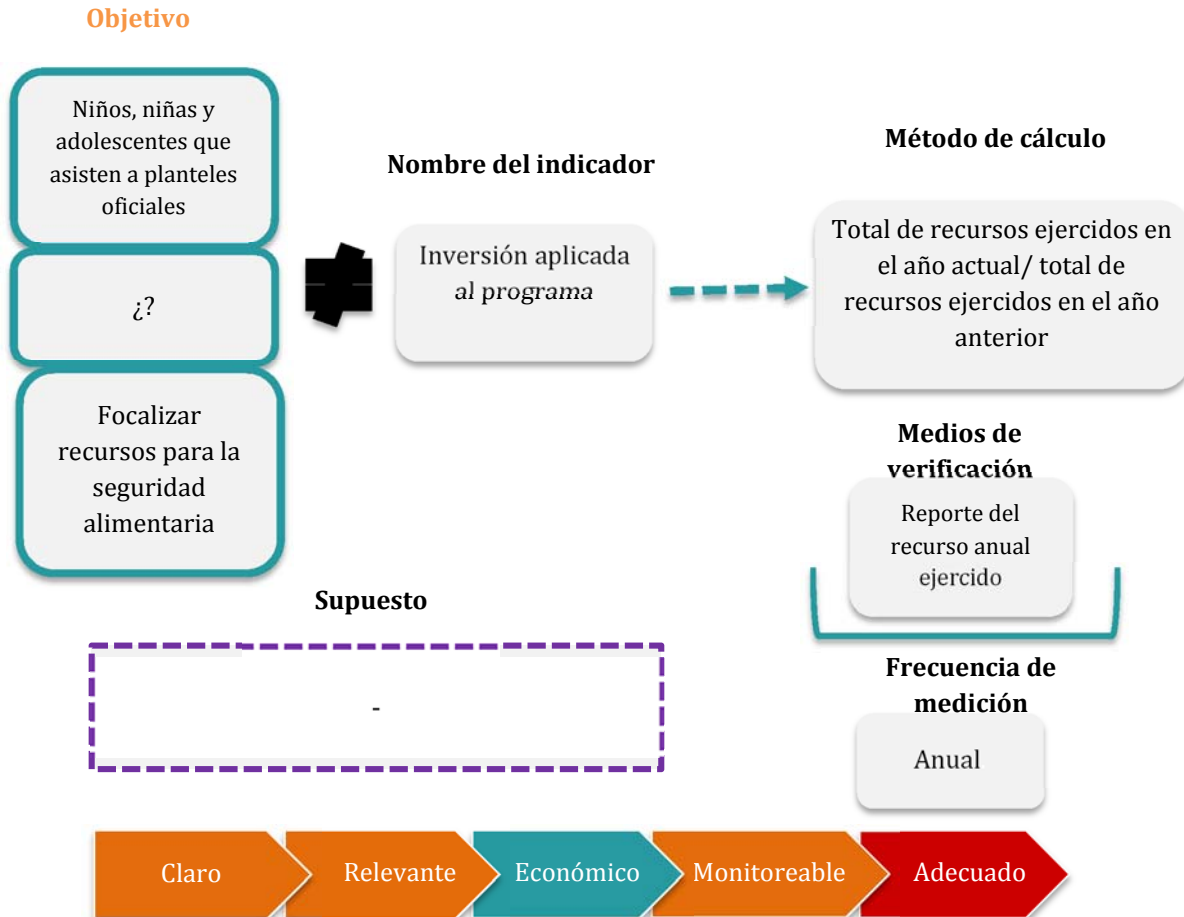 Objetivo
Niños, niñas y
adolescentes que
asisten a planteles
oficiales
¿?
Focalizar
recursos para la
seguridad
alimentaria
Nombre del indicador
Inversión aplicada
al programa
Método de cálculo
Total de recursos ejercidos en
el año actual/ total de
recursos ejercidos en el año
anterior
Medios de
verificación
Reporte del
recurso anual
ejercido
Supuesto
-
Frecuencia de
medición
Anual
Claro
Relevante
Económico
Monitoreable
Adecuado